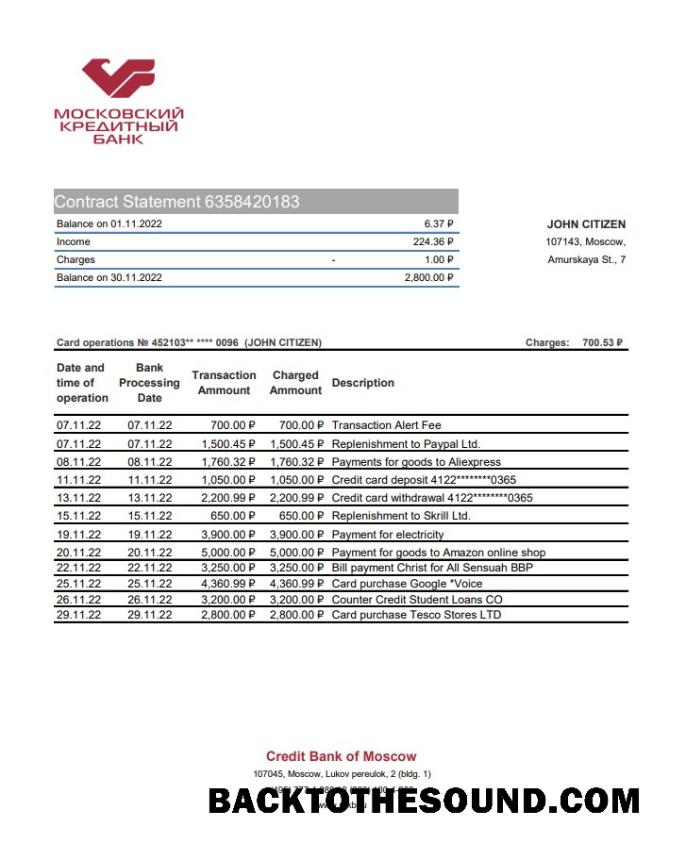 МОСКОВСКИЙ
КРЕДИТНЫЙ
БАНК
Contract Statement 6358420183
Balance on 01.11.2022 6.37 ₽
JOHN CITIZEN
Income 224.36 ₽
107143, Moscow,
Charges - 1.00 ₽
Amurskaya St., 7
Balance on 30.11.2022 2,800.00 ₽
Card operations № 452103** **** 0096 (JOHN CITIZEN) Charges: 700.53 ₽
Date and time of operation Bank Processing Date Transaction Ammount Charged Ammount Description
07.11.22 07.11.22 700.00 ₽ 700.00 ₽ Transaction Alert Fee
07.11.22 07.11.22 1,500.45 ₽ 1,500.45 ₽ Replenishment to Paypal Ltd.
08.11.22 08.11.22 1,760.32 ₽ 1,760.32 ₽ Payments for goods to Aliexpress
11.11.22 11.11.22 1,050.00 ₽ 1,050.00 ₽ Credit card deposit 4122********0365
13.11.22 13.11.22 2,200.99 ₽ 2,200.99 ₽ Credit card withdrawal 4122********0365
15.11.22 15.11.22 650.00 ₽ 650.00 ₽ Replenishment to Skrill Ltd.
19.11.22 19.11.22 3,900.00 ₽ 3,900.00 ₽ Payment for electricity
20.11.22 20.11.22 5,000.00 ₽ 5,000.00 ₽ Payment for goods to Amazon online shop
22.11.22 22.11.22 3,250.00 ₽ 3,250.00 ₽ Bill payment Christ for All Sensuah BBP
25.11.22 25.11.22 4,360.99 ₽ 4,360.99 ₽ Card purchase Google *Voice
26.11.22 26.11.22 3,200.00 ₽ 3,200.00 ₽ Counter Credit Student Loans CO
29.11.22 29.11.22 2,800.00 ₽ 2,800.00 ₽ Card purchase Tesco Stores LTD
Credit Bank of Moscow
107045, Moscow, Lukov pereulok, 2 (bldg. 1)
BACKTOTHESOUND.COM